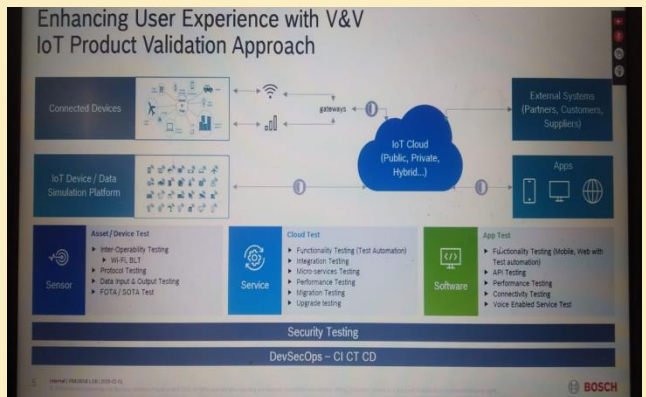 Enhancing User Experience with V&V
IoT Product Validation Approach
Connected Devices
gateways
IoT Cloud
(Public, Private,
Hybrid...)
External Systems
(Partners, Customers,
Suppliers)
IoT Device / Data
Simulation Platform
Apps
Sensor
Asset / Device Test
Inter-Operability Testing
Wi-Fi, BLT
Protocol Testing
Data Input & Output Testing
FOTA / SOTA Test
Service
Cloud Test
Functionality Testing (Test Automation)
Integration Testing
Micro-services Testing
Performance Testing
Migration Testing
Upgrade testing
Software
App Test
Functionality Testing (Mobile, Web with
Test automation)
API Testing
Performance Testing
Connectivity Testing
Voice Enabled Service Test
Security Testing
DevSecOps – CI CT CD
5
BOSCH